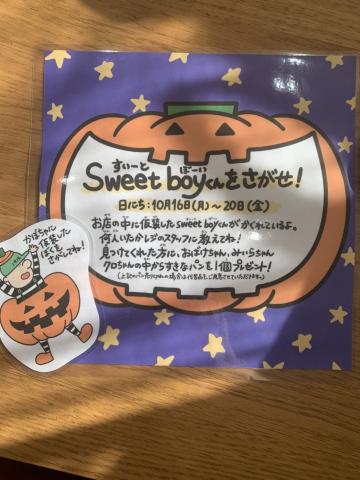 すいーと ぼーい
Sweet boyくんをさがせ!
日にち:10月16日(月)〜20日(金)
お店の中に仮装したsweet boyくんがかくれているよ。
何人いたかレジのスタッフに教えてね!
見つけてくれた方に、おばけちゃん、みいらちゃん
クロちゃんの中からすきなパンを1個プレゼント!
かぼちゃに
仮装した
ぼくを
さがしてね!